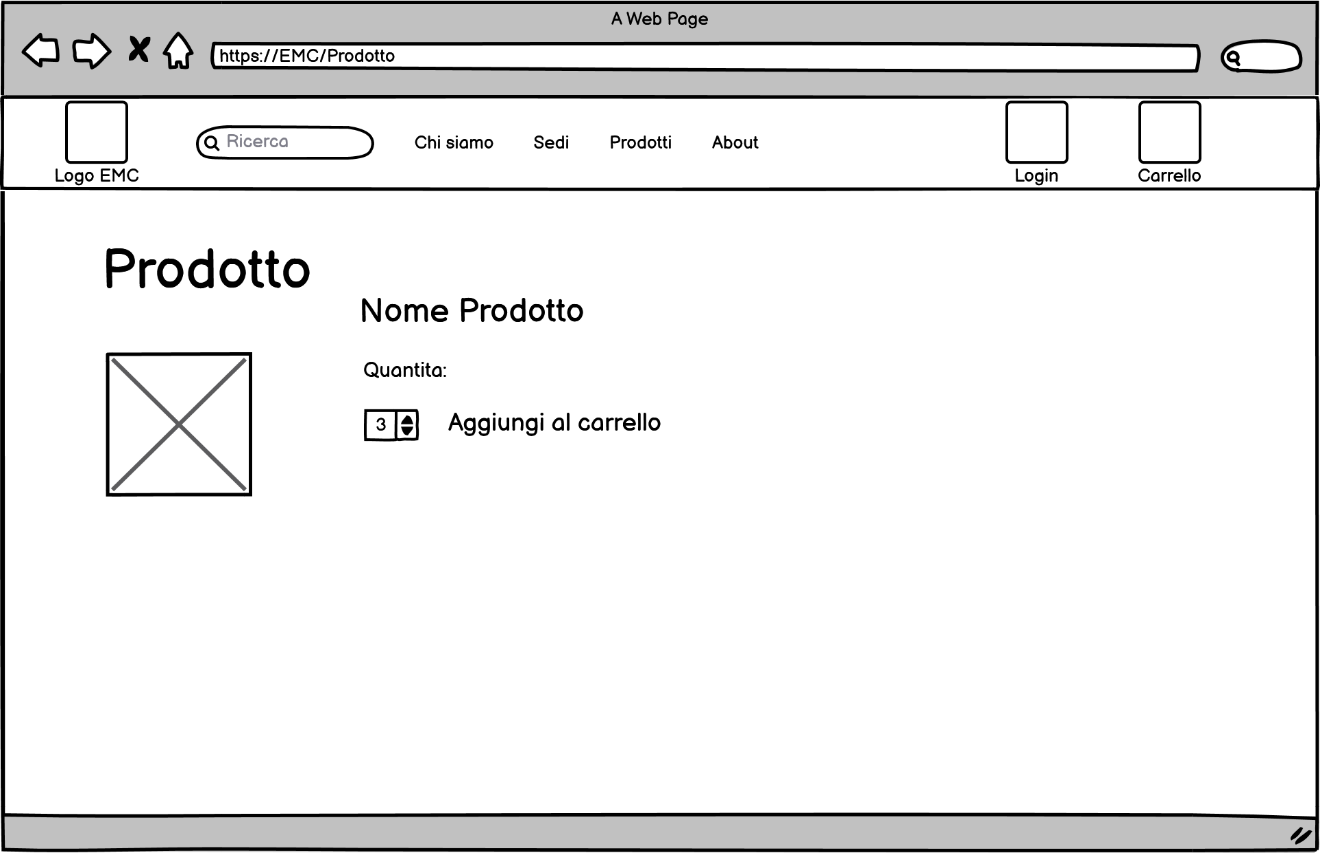 A Web Page
https://EMC/Prodotto
Ricerca
Chi siamo
Sedi
Prodotti
About
Logo EMC
Login
Carrello
Prodotto
Nome Prodotto
Quantita:
3
Aggiungi al carrello